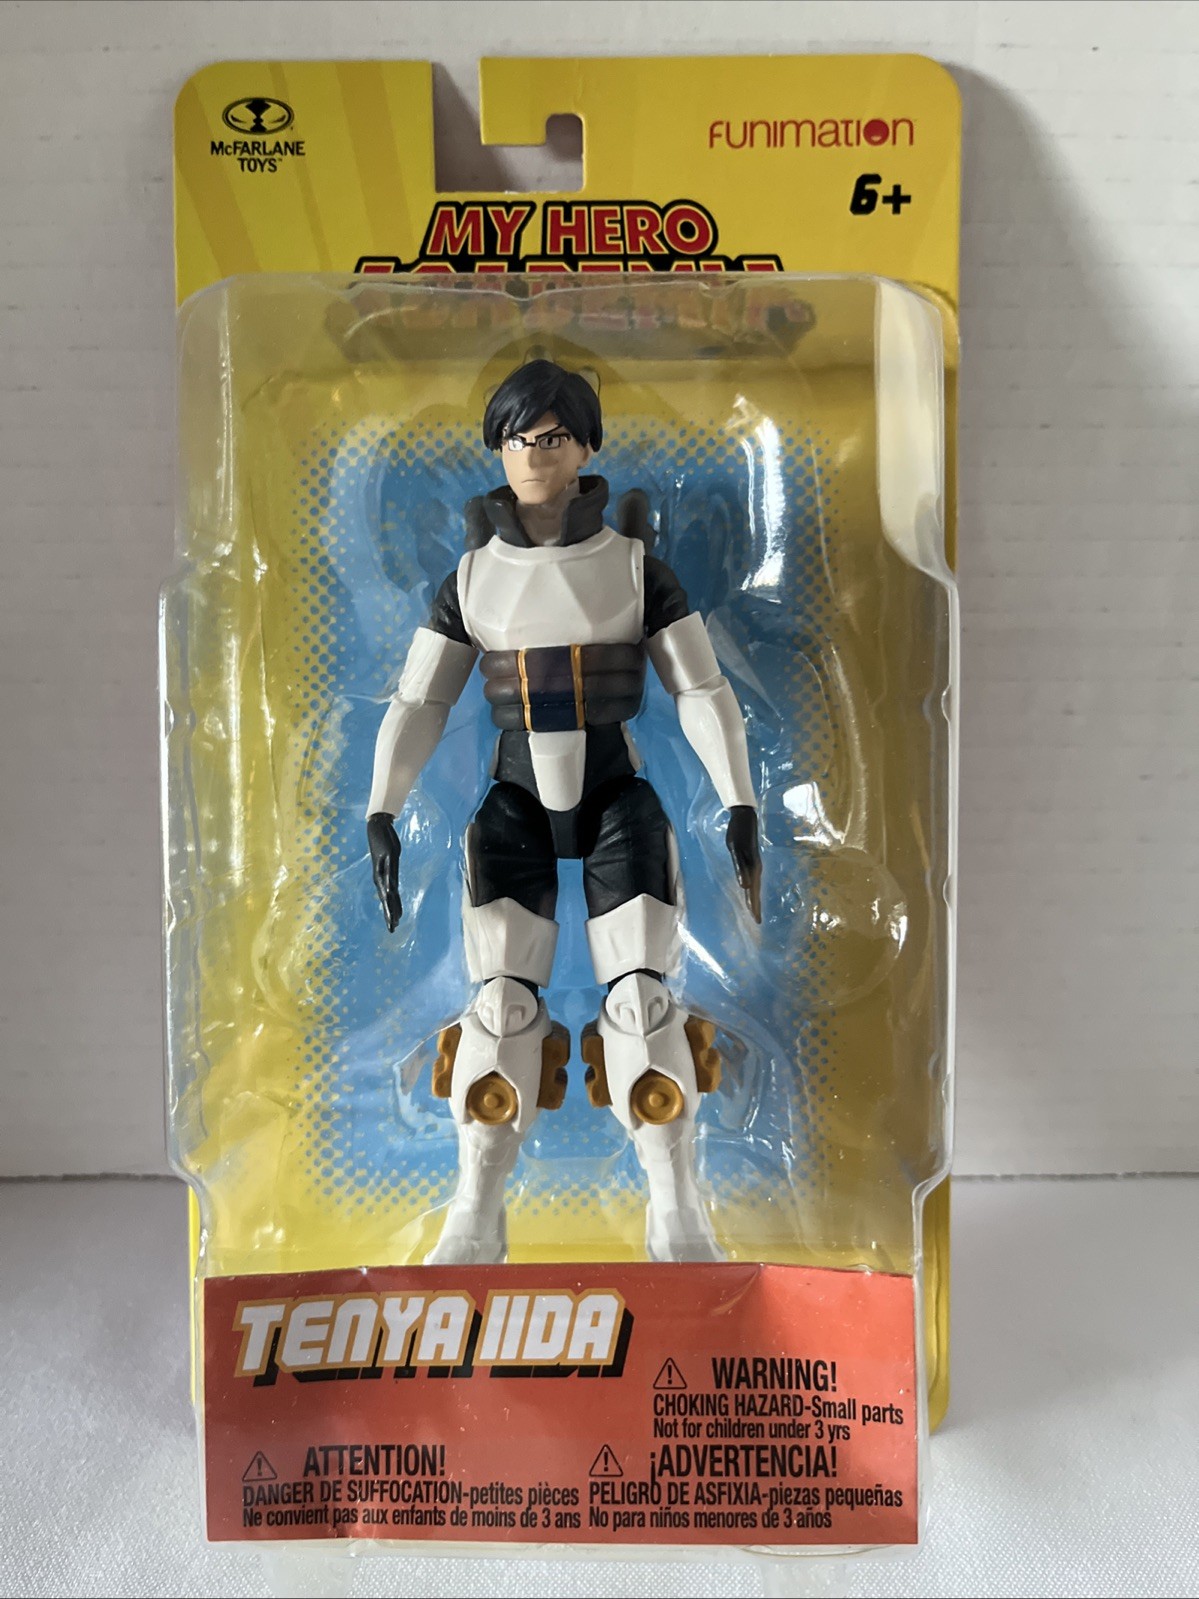 McFARLANE
TOYS™
FUNIMATION
6+
MY HERO
ACADEMIA
TENYA IIDA
WARNING!
CHOKING HAZARD-Small parts
Not for children under 3 yrs
ATTENTION!
DANGER DE SUFFOCATION-petites pièces
Ne convient pas aux enfants de moins de 3 ans
¡ADVERTENCIA!
PELIGRO DE ASFIXIA-piezas pequeñas
No para niños menores de 3 años